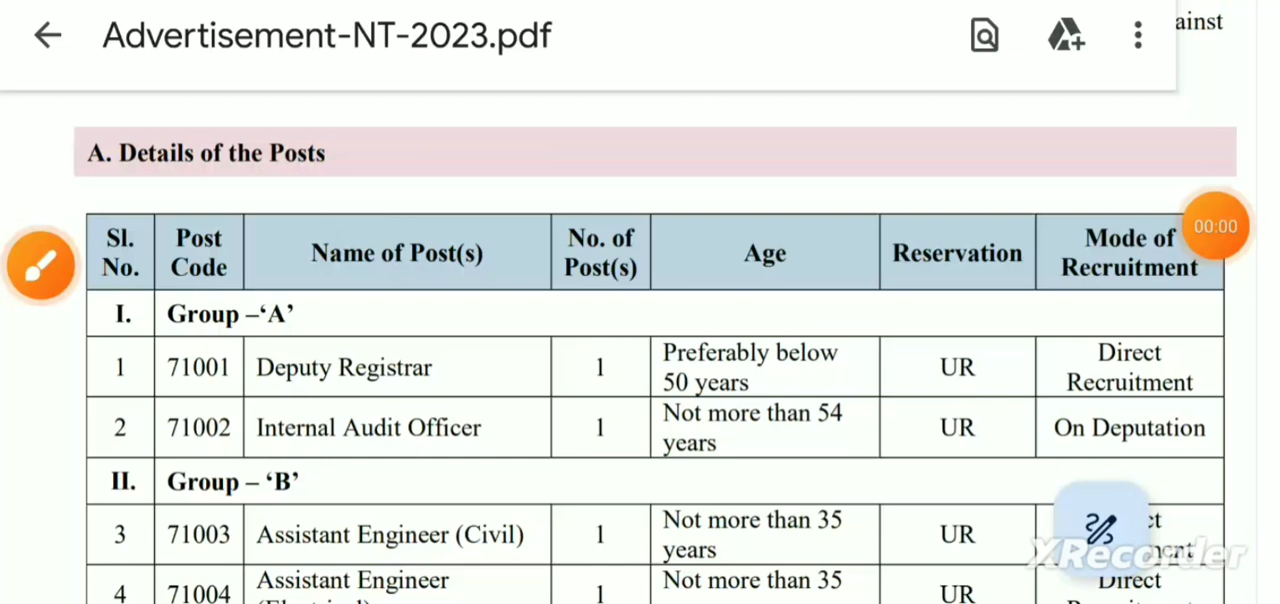 ainst
Advertisement-NT-2023.pdf
A. Details of the Posts
00:00
Sl. No. Post Code Name of Post(s) No. of Post(s) Age Reservation Mode of Recruitment
I. Group –‘A’
1 71001 Deputy Registrar 1 Preferably below 50 years UR Direct Recruitment
2 71002 Internal Audit Officer 1 Not more than 54 years UR On Deputation
II. Group – ‘B’
3 71003 Assistant Engineer (Civil) 1 Not more than 35 years UR
4 71004 Assistant Engineer 1 Not more than 35 UR Direct
XRecorder